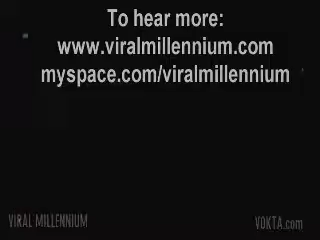 To hear more:
www.viralmillennium.com
myspace.com/viralmillennium
VIRAL MILLENNIUM
VOKTA.com